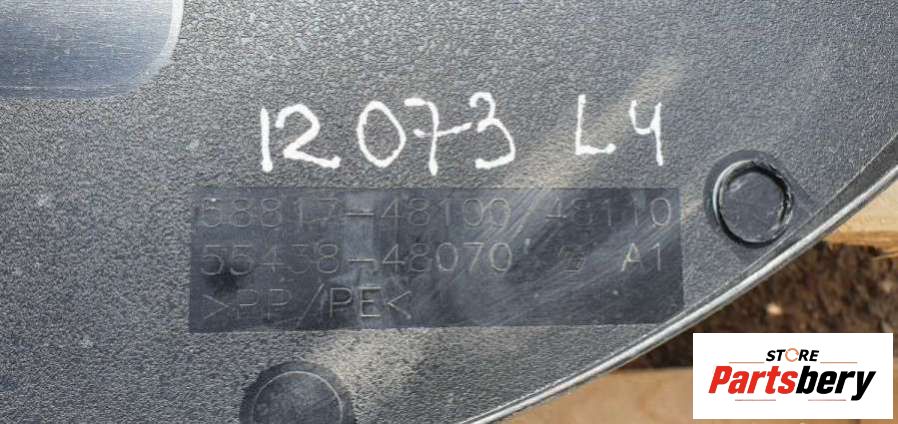 12073 L4
58817-48100/48110
55438-48070 A1
>PP/PE<
STORE
Partsbery